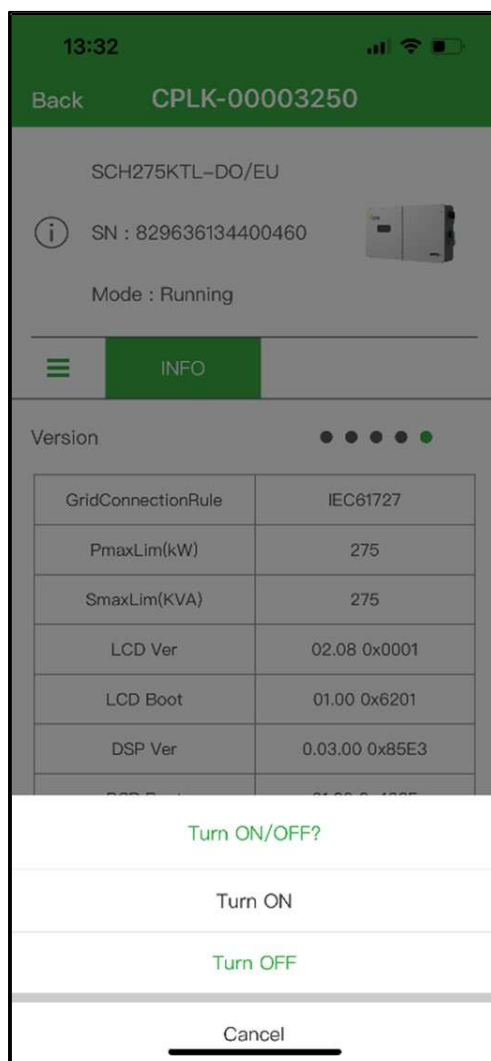 13:32
Back CPLK-00003250
SCH275KTL-DO/EU
SN : 829636134400460
Mode : Running
INFO
Version
GridConnectionRule IEC61727
PmaxLim(kW) 275
SmaxLim(KVA) 275
LCD Ver 02.08 0x0001
LCD Boot 01.00 0x6201
DSP Ver 0.03.00 0x85E3
Turn ON/OFF?
Turn ON
Turn OFF
Cancel